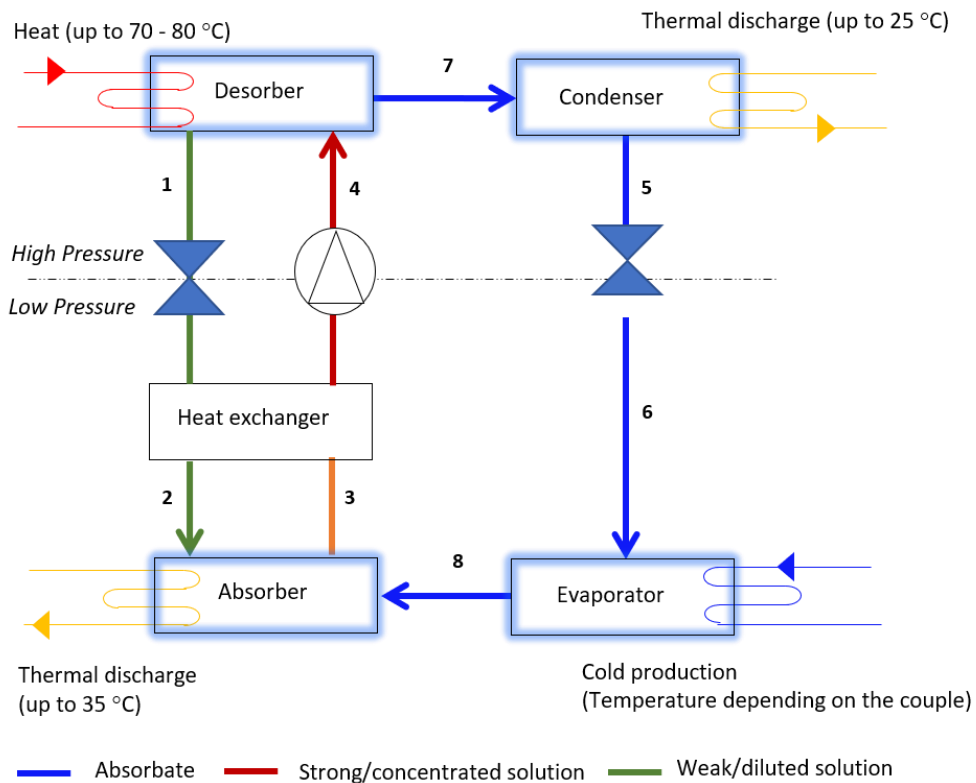 Heat (up to 70 - 80 °C)
Thermal discharge (up to 25 °C)
7
Desorber
Condenser
1
4
5
High Pressure
Low Pressure
Heat exchanger
6
2
3
8
Absorber
Evaporator
Thermal discharge
(up to 35 °C)
Cold production
(Temperature depending on the couple)
Absorbate
Strong/concentrated solution
Weak/diluted solution